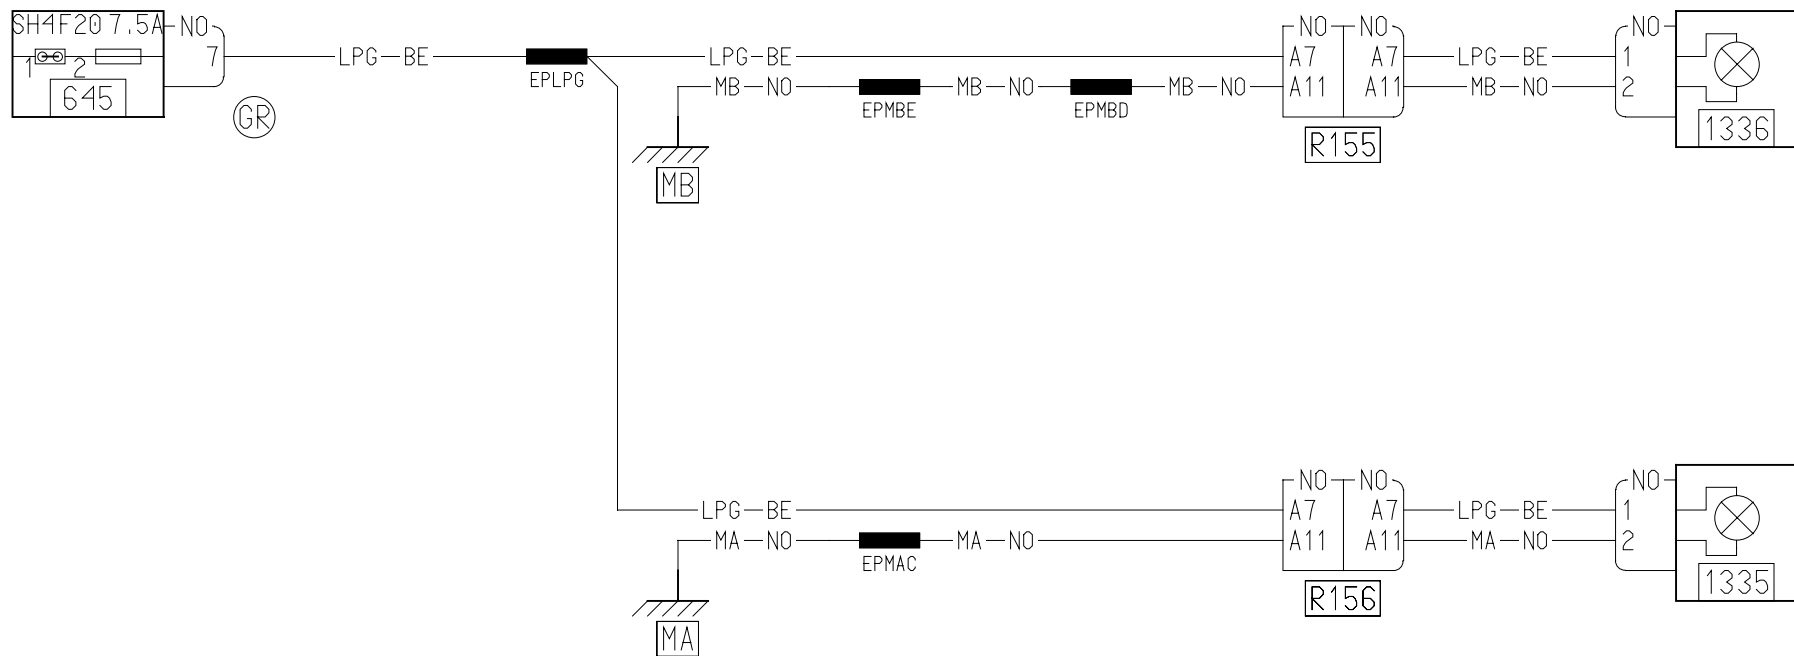 SH4F20 7.5A NO NO NO NO
1 2 7 LPG BE EPLPG LPG BE A7 A7 LPG BE 1
645 MB NO EPMBE MB NO EPMBD MB NO A11 A11 MB NO 2
GR R155 1336
MB
NO NO NO
LPG BE A7 A7 LPG BE 1
MA NO EPMAC MA NO A11 A11 MA NO 2
R156 1335
MA